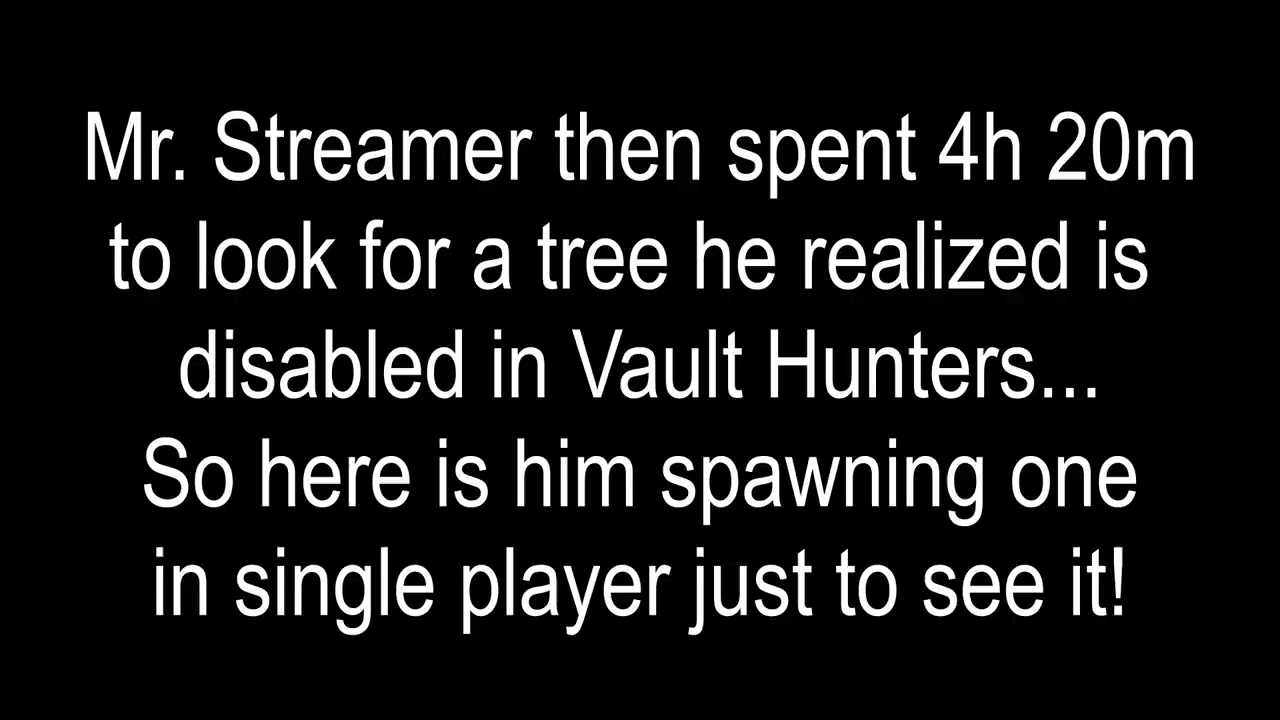 Mr. Streamer then spent 4h 20m
to look for a tree he realized is
disabled in Vault Hunters...
So here is him spawning one
in single player just to see it!